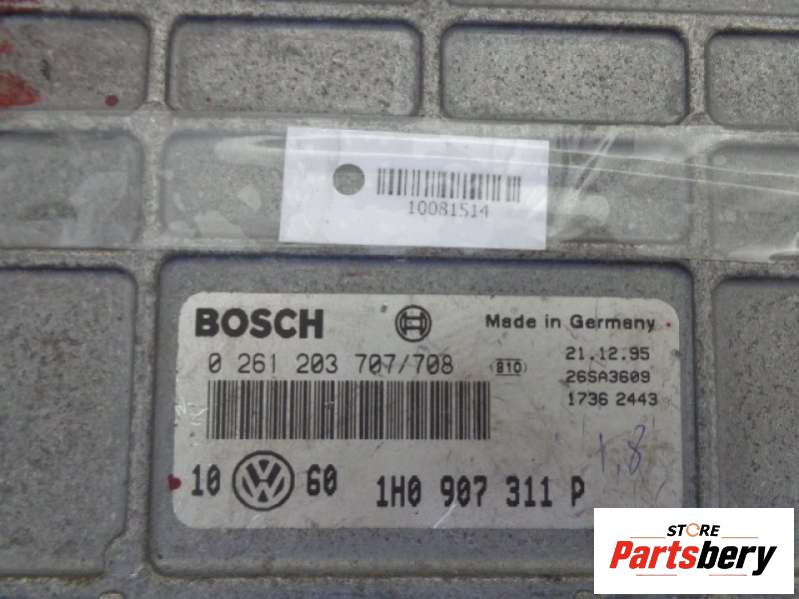 10081514
BOSCH Made in Germany
0 261 203 707/708 (810) 21.12.95
26SA3609
1736 2443
1,8
10 VW 60 1H0 907 311 P
STORE
Partsbery